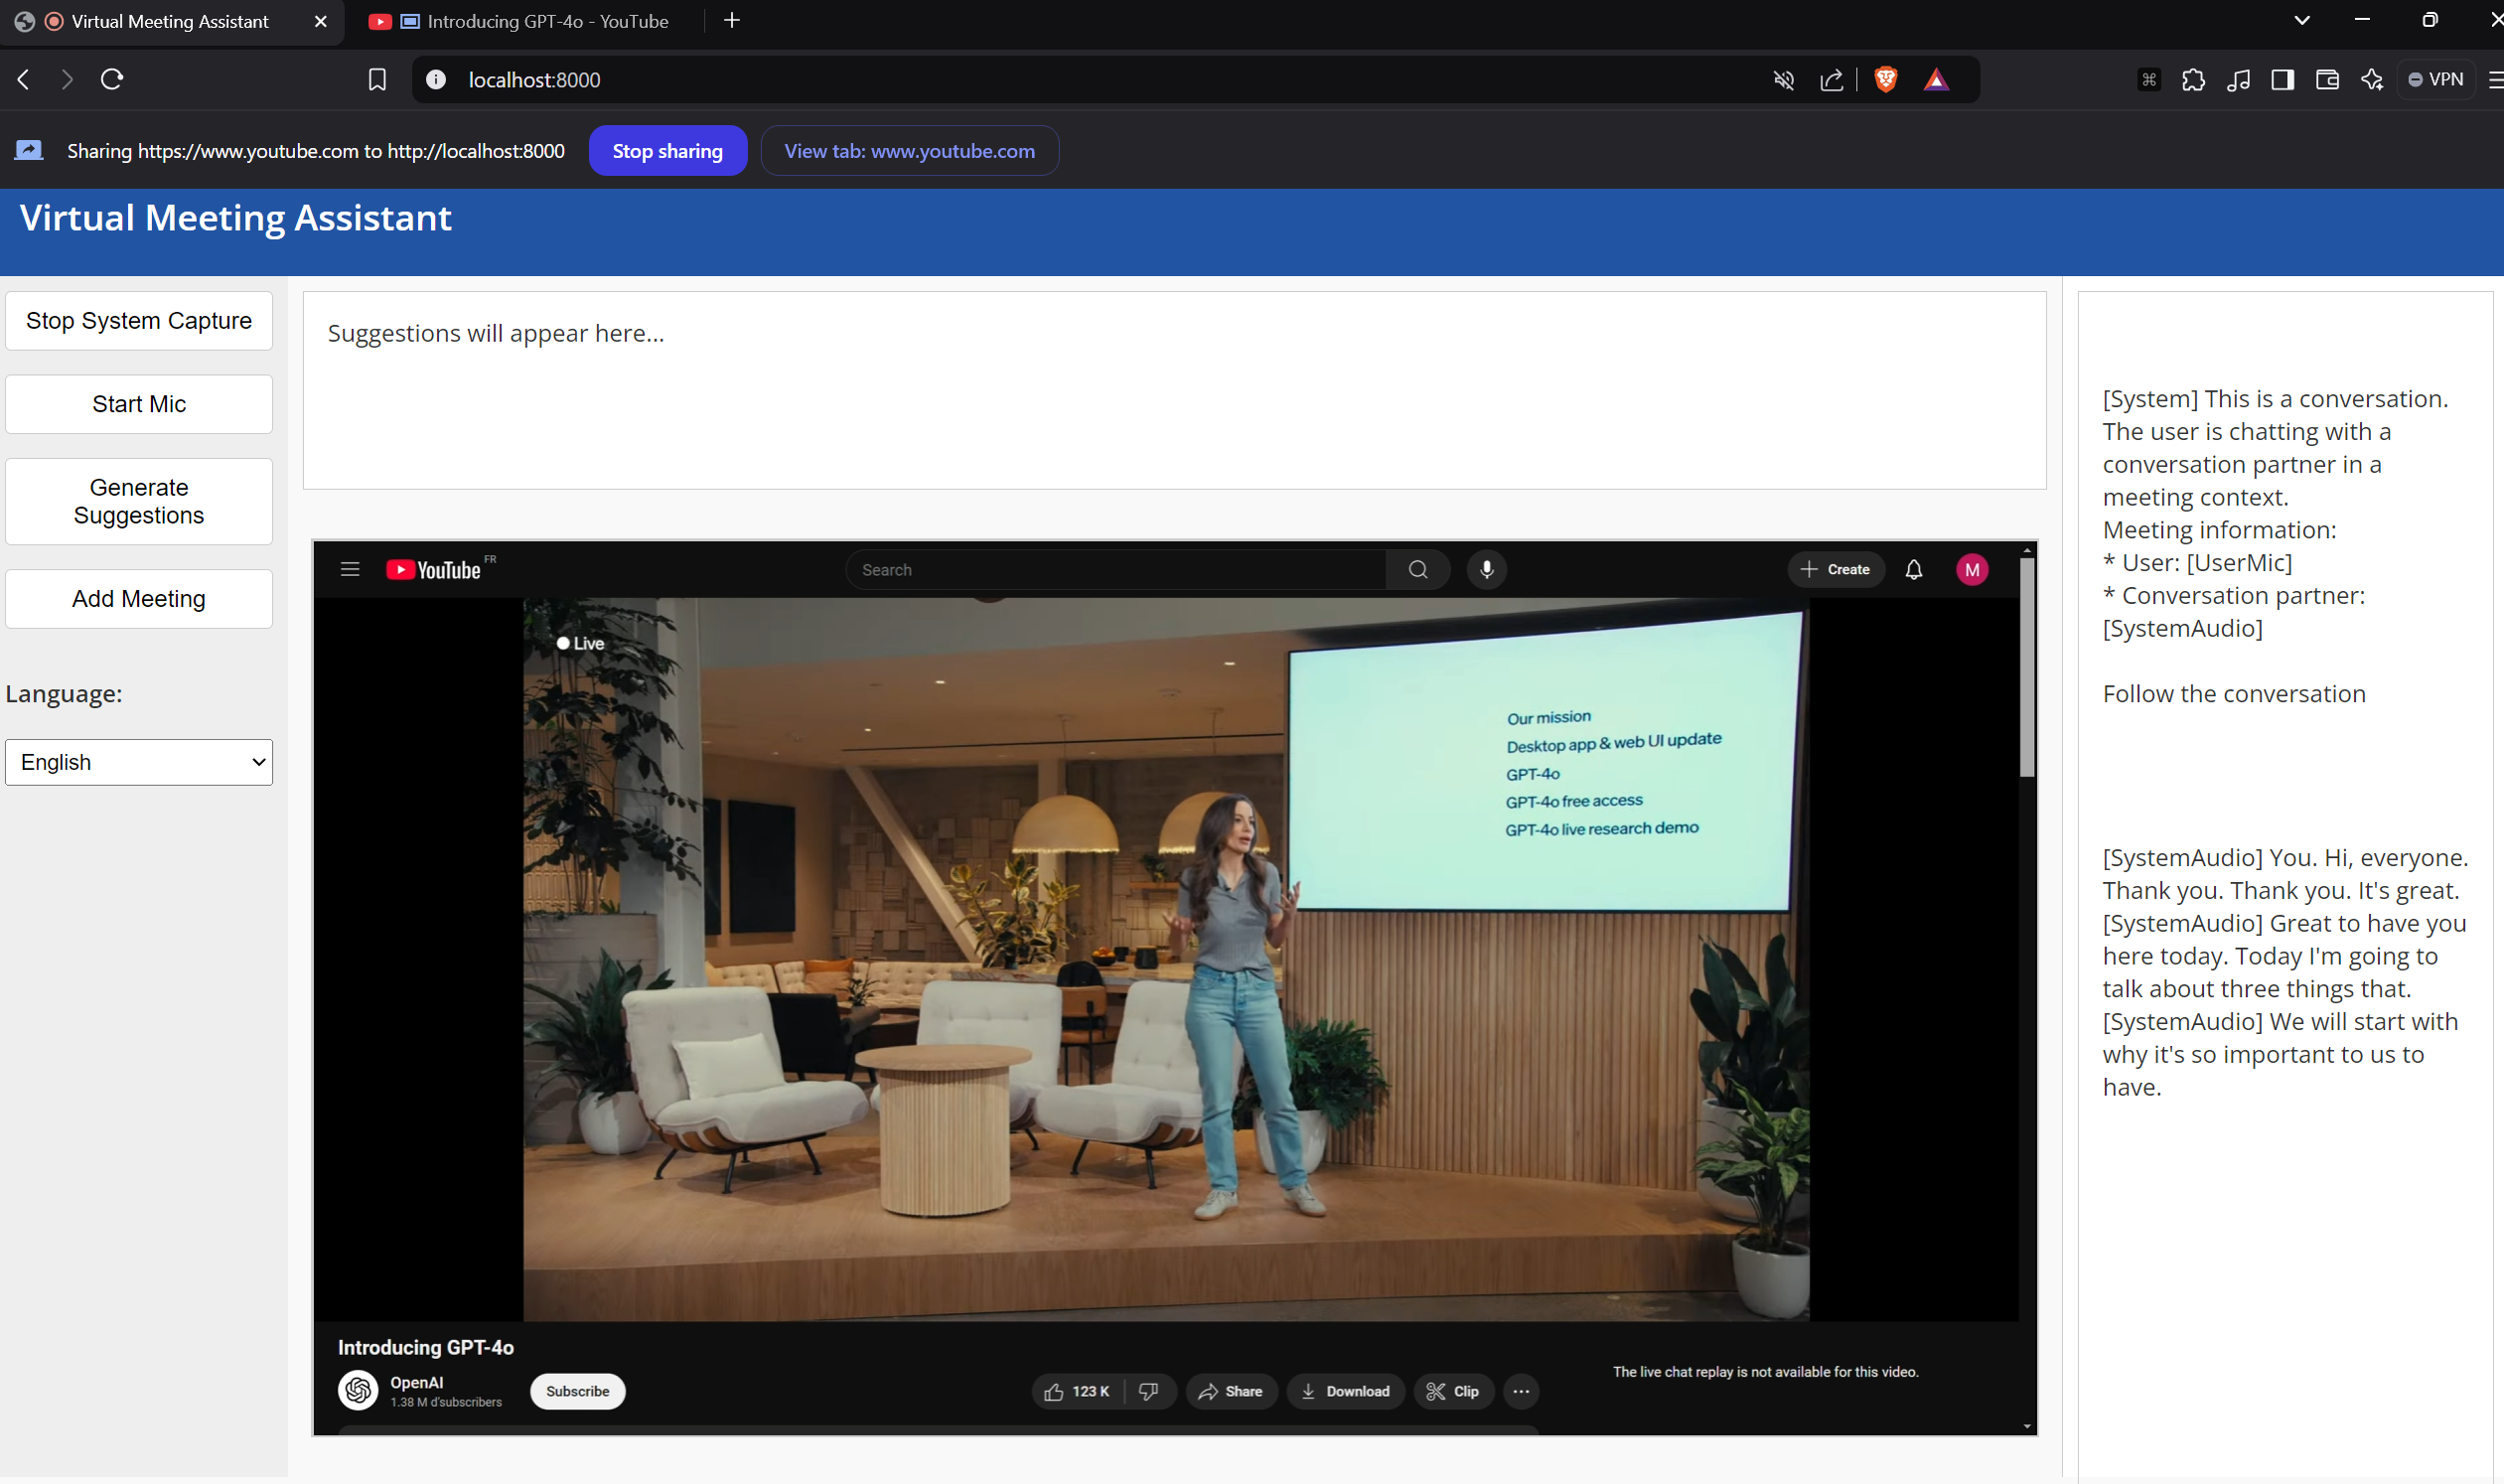 Virtual Meeting Assistant
Introducing GPT-4o - YouTube
localhost:8000
VPN
Sharing https://www.youtube.com to http://localhost:8000
Stop sharing
View tab: www.youtube.com
Virtual Meeting Assistant
Stop System Capture
Start Mic
Generate
Suggestions
Add Meeting
Language:
English
Suggestions will appear here...
YouTube FR
Search
Create
M
Live
Our mission
Desktop app & web UI update
GPT-4o
GPT-4o free access
GPT-4o live research demo
Introducing GPT-4o
OpenAI
1.38 M d'subscribers
Subscribe
123 K
Share
Download
Clip
The live chat replay is not available for this video.
[System] This is a conversation.
The user is chatting with a
conversation partner in a
meeting context.
Meeting information:
* User: [UserMic]
* Conversation partner:
[SystemAudio]
Follow the conversation
[SystemAudio] You. Hi, everyone.
Thank you. Thank you. It's great.
[SystemAudio] Great to have you
here today. Today I'm going to
talk about three things that.
[SystemAudio] We will start with
why it's so important to us to
have.